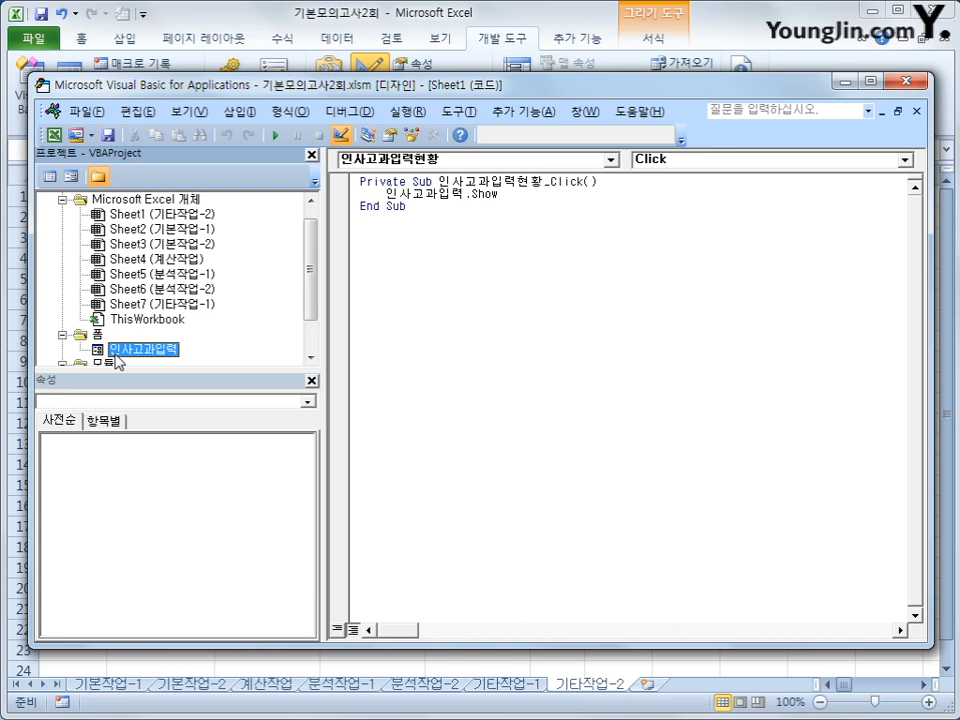 기본모의고사2회 - Microsoft Excel
그리기 도구
파일 홈 삽입 페이지 레이아웃 수식 데이터 검토 보기 개발 도구 추가 기능 서식
Younglin.com Y.
매크로 기록 속성 맵 속성 가져오기
Microsoft Visual Basic for Applications - 기본모의고사2회.xlsm [디자인] - [Sheet1 (코드)]
파일(F) 편집(E) 보기(V) 삽입(I) 형식(O) 디버그(D) 실행(R) 도구(T) 추가 기능(A) 창(W) 도움말(H) 질문을 입력하십시오.
프로젝트 - VBAProject
인사고과입력현황 Click
Microsoft Excel 개체
Sheet1 (기타작업-2)
Sheet2 (기본작업-1)
Sheet3 (기본작업-2)
Sheet4 (계산작업)
Sheet5 (분석작업-1)
Sheet6 (분석작업-2)
Sheet7 (기타작업-1)
ThisWorkbook
폼
인사고과입력
Private Sub 인사고과입력현황_Click()
인사고과입력.Show
End Sub
속성
사전순 항목별
23
24
기본작업-1 기본작업-2 계산작업 분석작업-1 분석작업-2 기타작업-1 기타작업-2
준비 100%